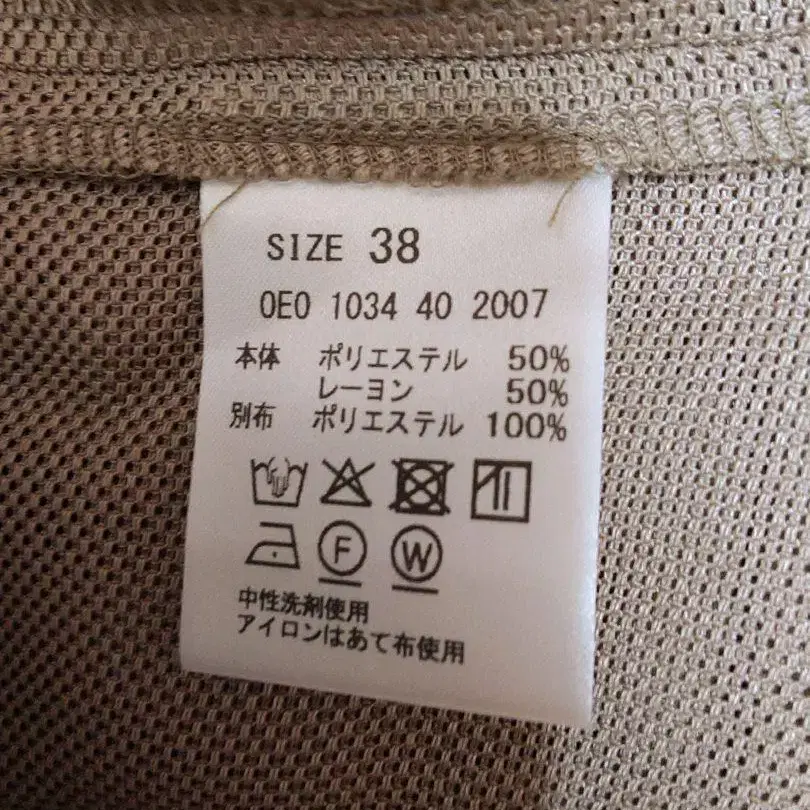 SIZE 38
0E0 1034 40 2007
本体 ポリエステル 50%
レーヨン 50%
別布 ポリエステル 100%
F W
中性洗剤使用
アイロンはあて布使用